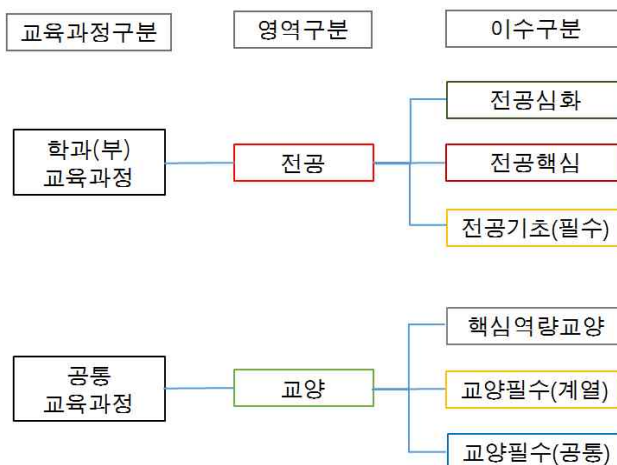 교육과정구분
영역구분
이수구분
전공심화
학과(부)
교육과정
전공
전공핵심
전공기초(필수)
핵심역량교양
공통
교육과정
교양
교양필수(계열)
교양필수(공통)